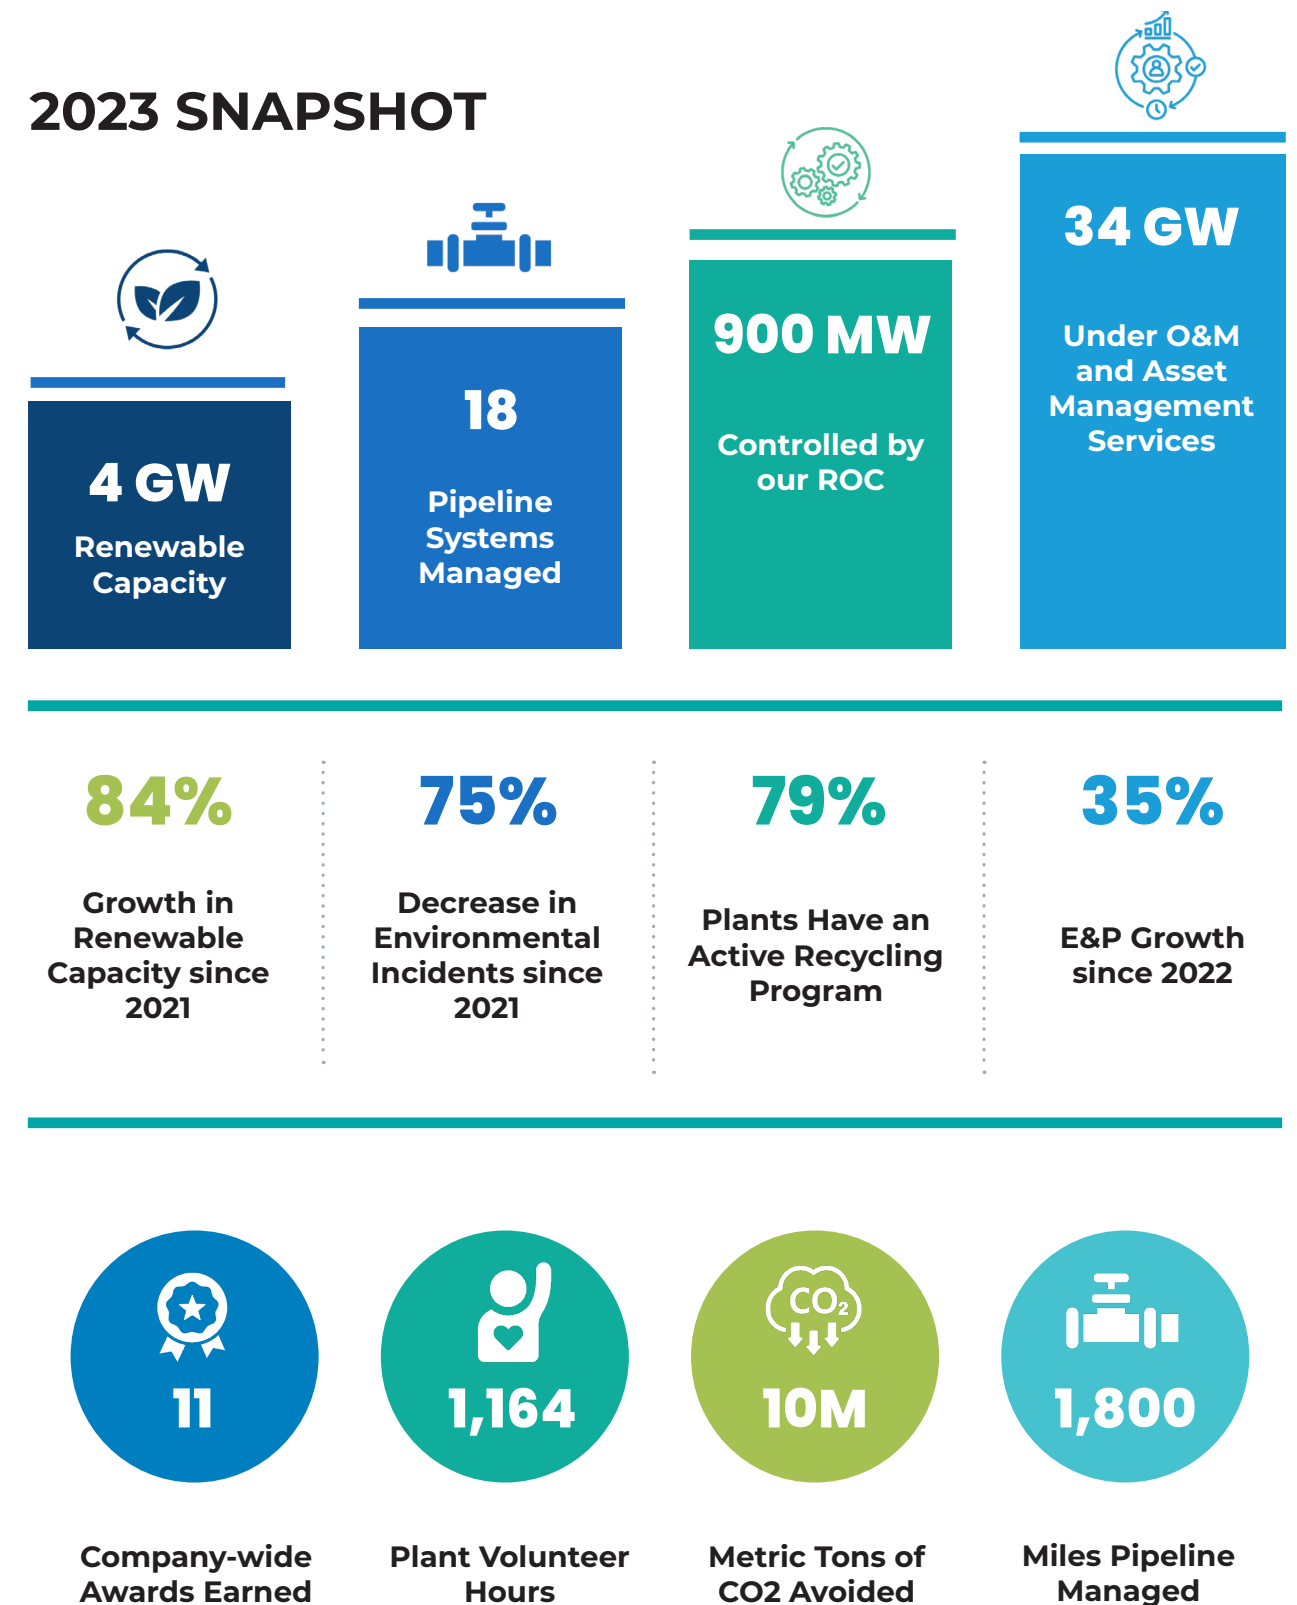 2023 SNAPSHOT
4 GW
Renewable
Capacity
18
Pipeline
Systems
Managed
900 MW
Controlled by
our ROC
34 GW
Under O&M
and Asset
Management
Services
84%
Growth in
Renewable
Capacity since
2021
75%
Decrease in
Environmental
Incidents since
2021
79%
Plants Have an
Active Recycling
Program
35%
E&P Growth
since 2022
11
Company-wide
Awards Earned
1,164
Plant Volunteer
Hours
CO2
10M
Metric Tons of
CO2 Avoided
1,800
Miles Pipeline
Managed